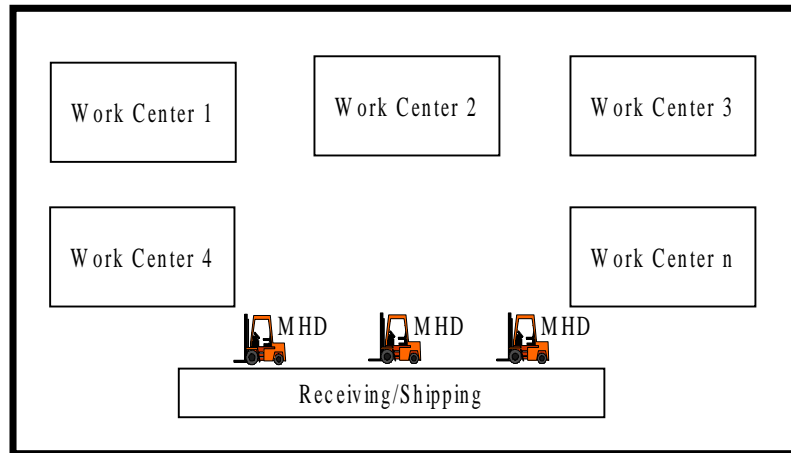 Work Center 1
Work Center 2
Work Center 3
Work Center 4
Work Center n
MHD
MHD
MHD
Receiving/Shipping